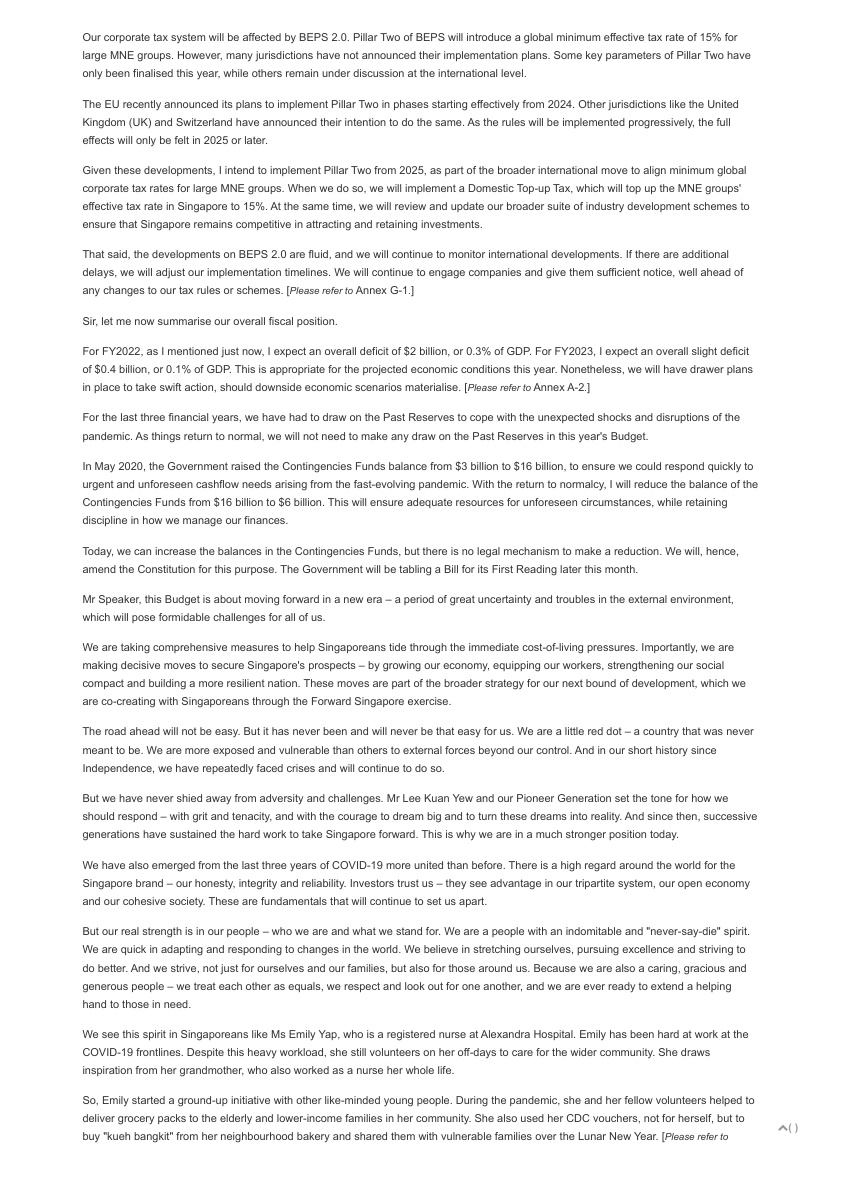 Our corporate tax system will be affected by BEPS 2.0. Pillar Two of BEPS will introduce a global minimum effective tax rate of 15% for
large MNE groups. However, many jurisdictions have not announced their implementation plans. Some key parameters of Pillar Two have
only been finalised this year, while others remain under discussion at the international level.
The EU recently announced its plans to implement Pillar Two in phases starting effectively from 2024. Other jurisdictions like the United
Kingdom (UK) and Switzerland have announced their intention to do the same. As the rules will be implemented progressively, the full
effects will only be felt in 2025 or later.
Given these developments, I intend to implement Pillar Two from 2025, as part of the broader international move to align minimum global
corporate tax rates for large MNE groups. When we do so, we will implement a Domestic Top-up Tax, which will top up the MNE groups'
effective tax rate in Singapore to 15%. At the same time, we will review and update our broader suite of industry development schemes to
ensure that Singapore remains competitive in attracting and retaining investments.
That said, the developments on BEPS 2.0 are fluid, and we will continue to monitor international developments. If there are additional
delays, we will adjust our implementation timelines. We will continue to engage companies and give them sufficient notice, well ahead of
any changes to our tax rules or schemes. [Please refer to Annex G-1.]
Sir, let me now summarise our overall fiscal position.
For FY2022, as I mentioned just now, I expect an overall deficit of $2 billion, or 0.3% of GDP. For FY2023, I expect an overall slight deficit
of $0.4 billion, or 0.1% of GDP. This is appropriate for the projected economic conditions this year. Nonetheless, we will have drawer plans
in place to take swift action, should downside economic scenarios materialise. [Please refer to Annex A-2.]
For the last three financial years, we have had to draw on the Past Reserves to cope with the unexpected shocks and disruptions of the
pandemic. As things return to normal, we will not need to make any draw on the Past Reserves in this year's Budget.
In May 2020, the Government raised the Contingencies Funds balance from $3 billion to $16 billion, to ensure we could respond quickly to
urgent and unforeseen cashflow needs arising from the fast-evolving pandemic. With the return to normalcy, I will reduce the balance of the
Contingencies Funds from $16 billion to $6 billion. This will ensure adequate resources for unforeseen circumstances, while retaining
discipline in how we manage our finances.
Today, we can increase the balances in the Contingencies Funds, but there is no legal mechanism to make a reduction. We will, hence,
amend the Constitution for this purpose. The Government will be tabling a Bill for its First Reading later this month.
Mr Speaker, this Budget is about moving forward in a new era – a period of great uncertainty and troubles in the external environment,
which will pose formidable challenges for all of us.
We are taking comprehensive measures to help Singaporeans tide through the immediate cost-of-living pressures. Importantly, we are
making decisive moves to secure Singapore's prospects – by growing our economy, equipping our workers, strengthening our social
compact and building a more resilient nation. These moves are part of the broader strategy for our next bound of development, which we
are co-creating with Singaporeans through the Forward Singapore exercise.
The road ahead will not be easy. But it has never been and will never be that easy for us. We are a little red dot – a country that was never
meant to be. We are more exposed and vulnerable than others to external forces beyond our control. And in our short history since
Independence, we have repeatedly faced crises and will continue to do so.
But we have never shied away from adversity and challenges. Mr Lee Kuan Yew and our Pioneer Generation set the tone for how we
should respond – with grit and tenacity, and with the courage to dream big and to turn these dreams into reality. And since then, successive
generations have sustained the hard work to take Singapore forward. This is why we are in a much stronger position today.
We have also emerged from the last three years of COVID-19 more united than before. There is a high regard around the world for the
Singapore brand – our honesty, integrity and reliability. Investors trust us – they see advantage in our tripartite system, our open economy
and our cohesive society. These are fundamentals that will continue to set us apart.
But our real strength is in our people – who we are and what we stand for. We are a people with an indomitable and "never-say-die" spirit.
We are quick in adapting and responding to changes in the world. We believe in stretching ourselves, pursuing excellence and striving to
do better. And we strive, not just for ourselves and our families, but also for those around us. Because we are also a caring, gracious and
generous people – we treat each other as equals, we respect and look out for one another, and we are ever ready to extend a helping
hand to those in need.
We see this spirit in Singaporeans like Ms Emily Yap, who is a registered nurse at Alexandra Hospital. Emily has been hard at work at the
COVID-19 frontlines. Despite this heavy workload, she still volunteers on her off-days to care for the wider community. She draws
inspiration from her grandmother, who also worked as a nurse her whole life.
So, Emily started a ground-up initiative with other like-minded young people. During the pandemic, she and her fellow volunteers helped to
deliver grocery packs to the elderly and lower-income families in her community. She also used her CDC vouchers, not for herself, but to
buy "kueh bangkit" from her neighbourhood bakery and shared them with vulnerable families over the Lunar New Year. [Please refer to
( )